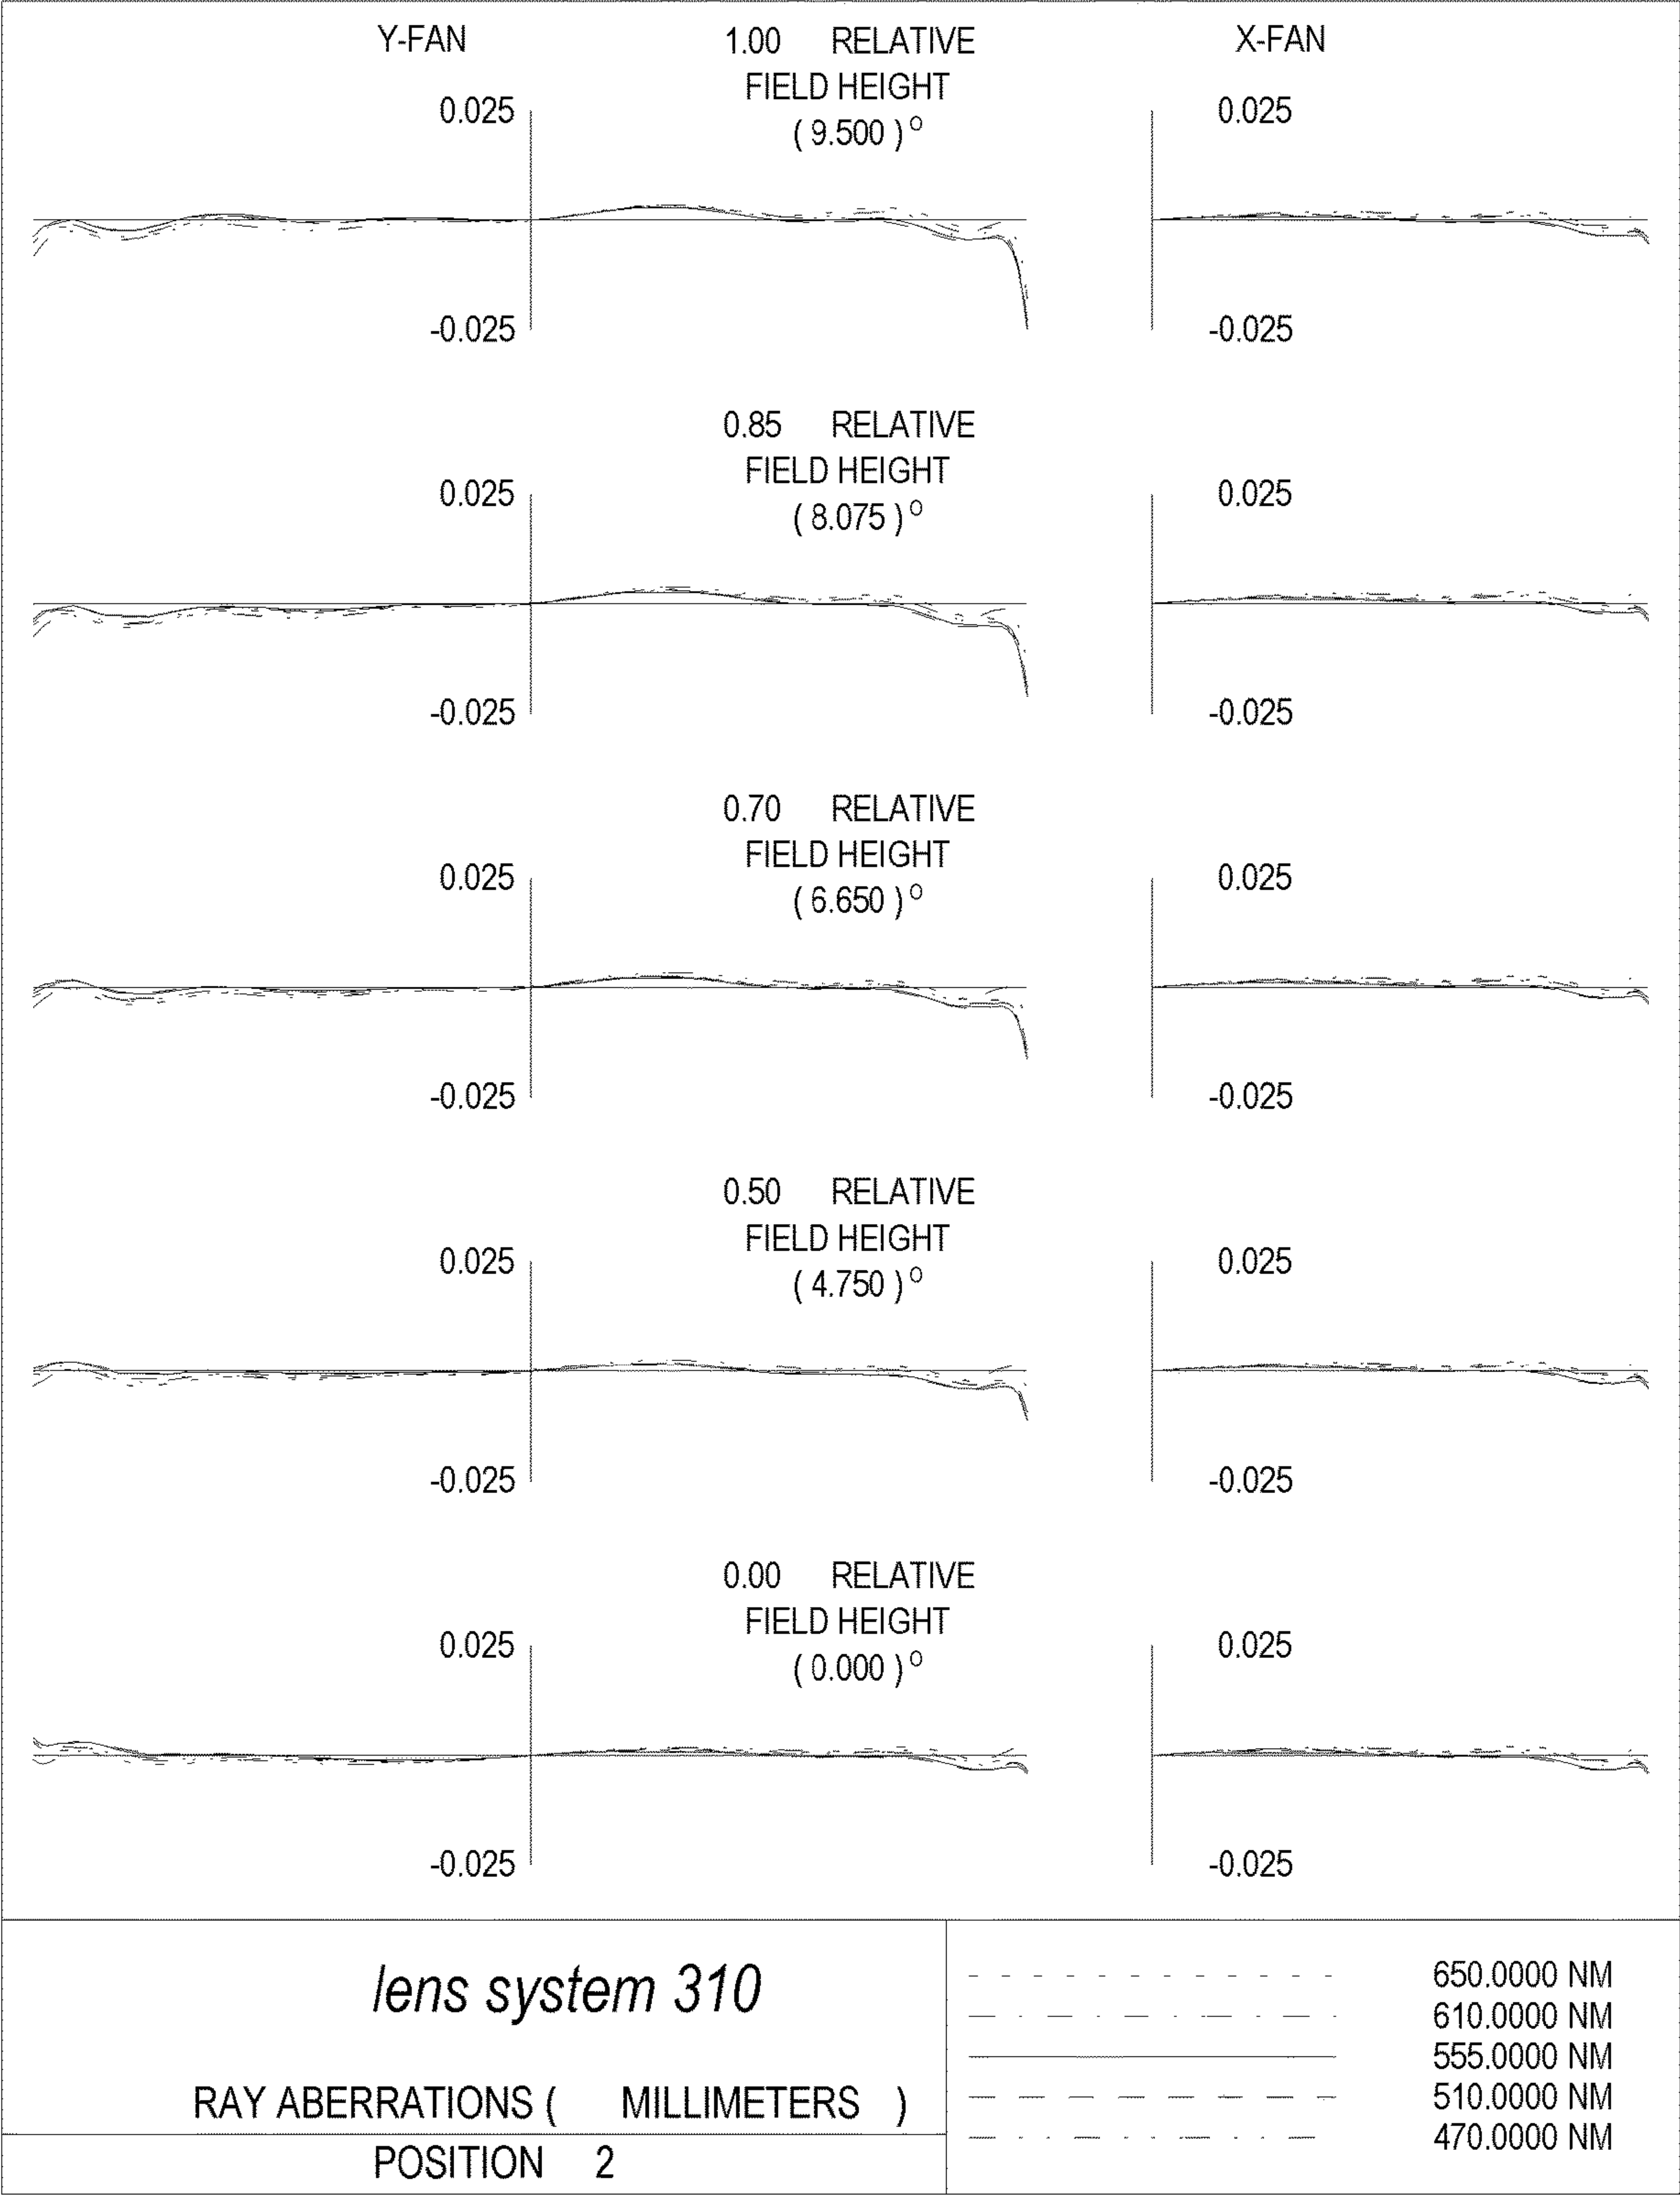 Y-FAN 1.00 RELATIVE X-FAN
FIELD HEIGHT
0.025 ( 9.500 )° 0.025
-0.025 -0.025
0.85 RELATIVE
FIELD HEIGHT
0.025 ( 8.075 )° 0.025
-0.025 -0.025
0.70 RELATIVE
FIELD HEIGHT
0.025 ( 6.650 )° 0.025
-0.025 -0.025
0.50 RELATIVE
FIELD HEIGHT
0.025 ( 4.750 )° 0.025
-0.025 -0.025
0.00 RELATIVE
FIELD HEIGHT
0.025 ( 0.000 )° 0.025
-0.025 -0.025
lens system 310
RAY ABERRATIONS ( MILLIMETERS )
POSITION 2
650.0000 NM
610.0000 NM
555.0000 NM
510.0000 NM
470.0000 NM